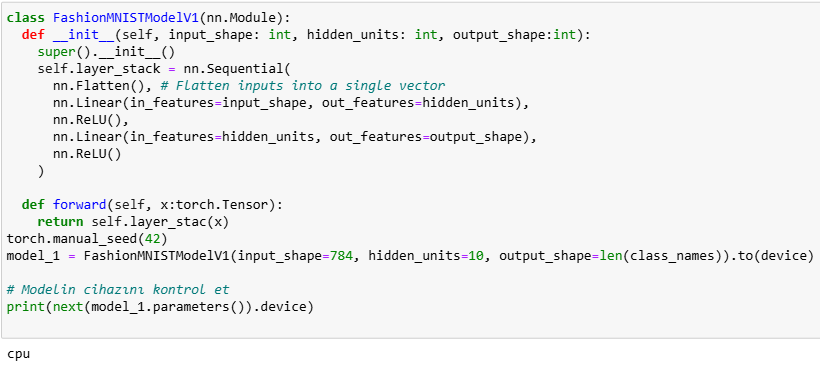 class FashionMNISTModelV1(nn.Module):
  def __init__(self, input_shape: int, hidden_units: int, output_shape:int):
    super().__init__()
    self.layer_stack = nn.Sequential(
      nn.Flatten(), # Flatten inputs into a single vector
      nn.Linear(in_features=input_shape, out_features=hidden_units),
      nn.ReLU(),
      nn.Linear(in_features=hidden_units, out_features=output_shape),
      nn.ReLU()
    )

  def forward(self, x:torch.Tensor):
    return self.layer_stac(x)
torch.manual_seed(42)
model_1 = FashionMNISTModelV1(input_shape=784, hidden_units=10, output_shape=len(class_names)).to(device)

# Modelin cihazını kontrol et
print(next(model_1.parameters()).device)

cpu